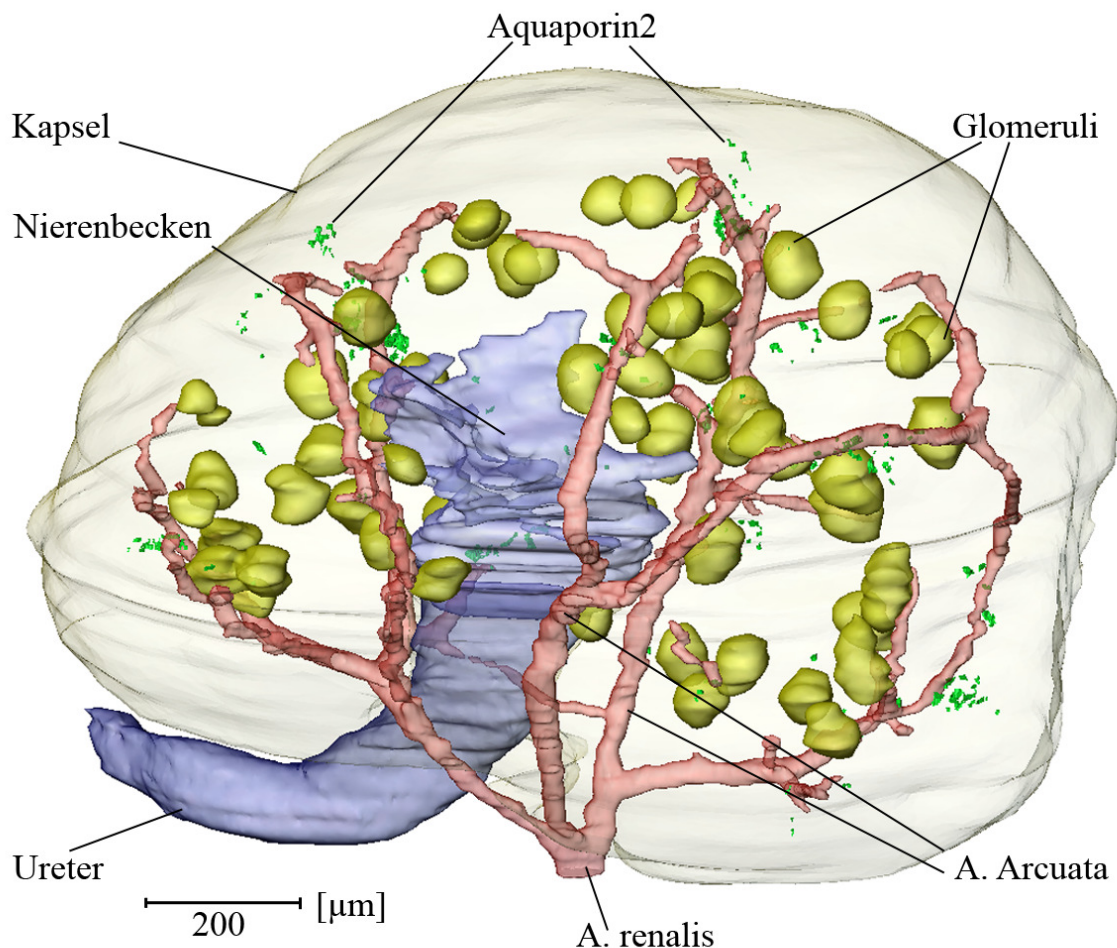 Aquaporin2
Kapsel
Glomeruli
Nierenbecken
Ureter
A. Arcuata
200 [µm]
A. renalis